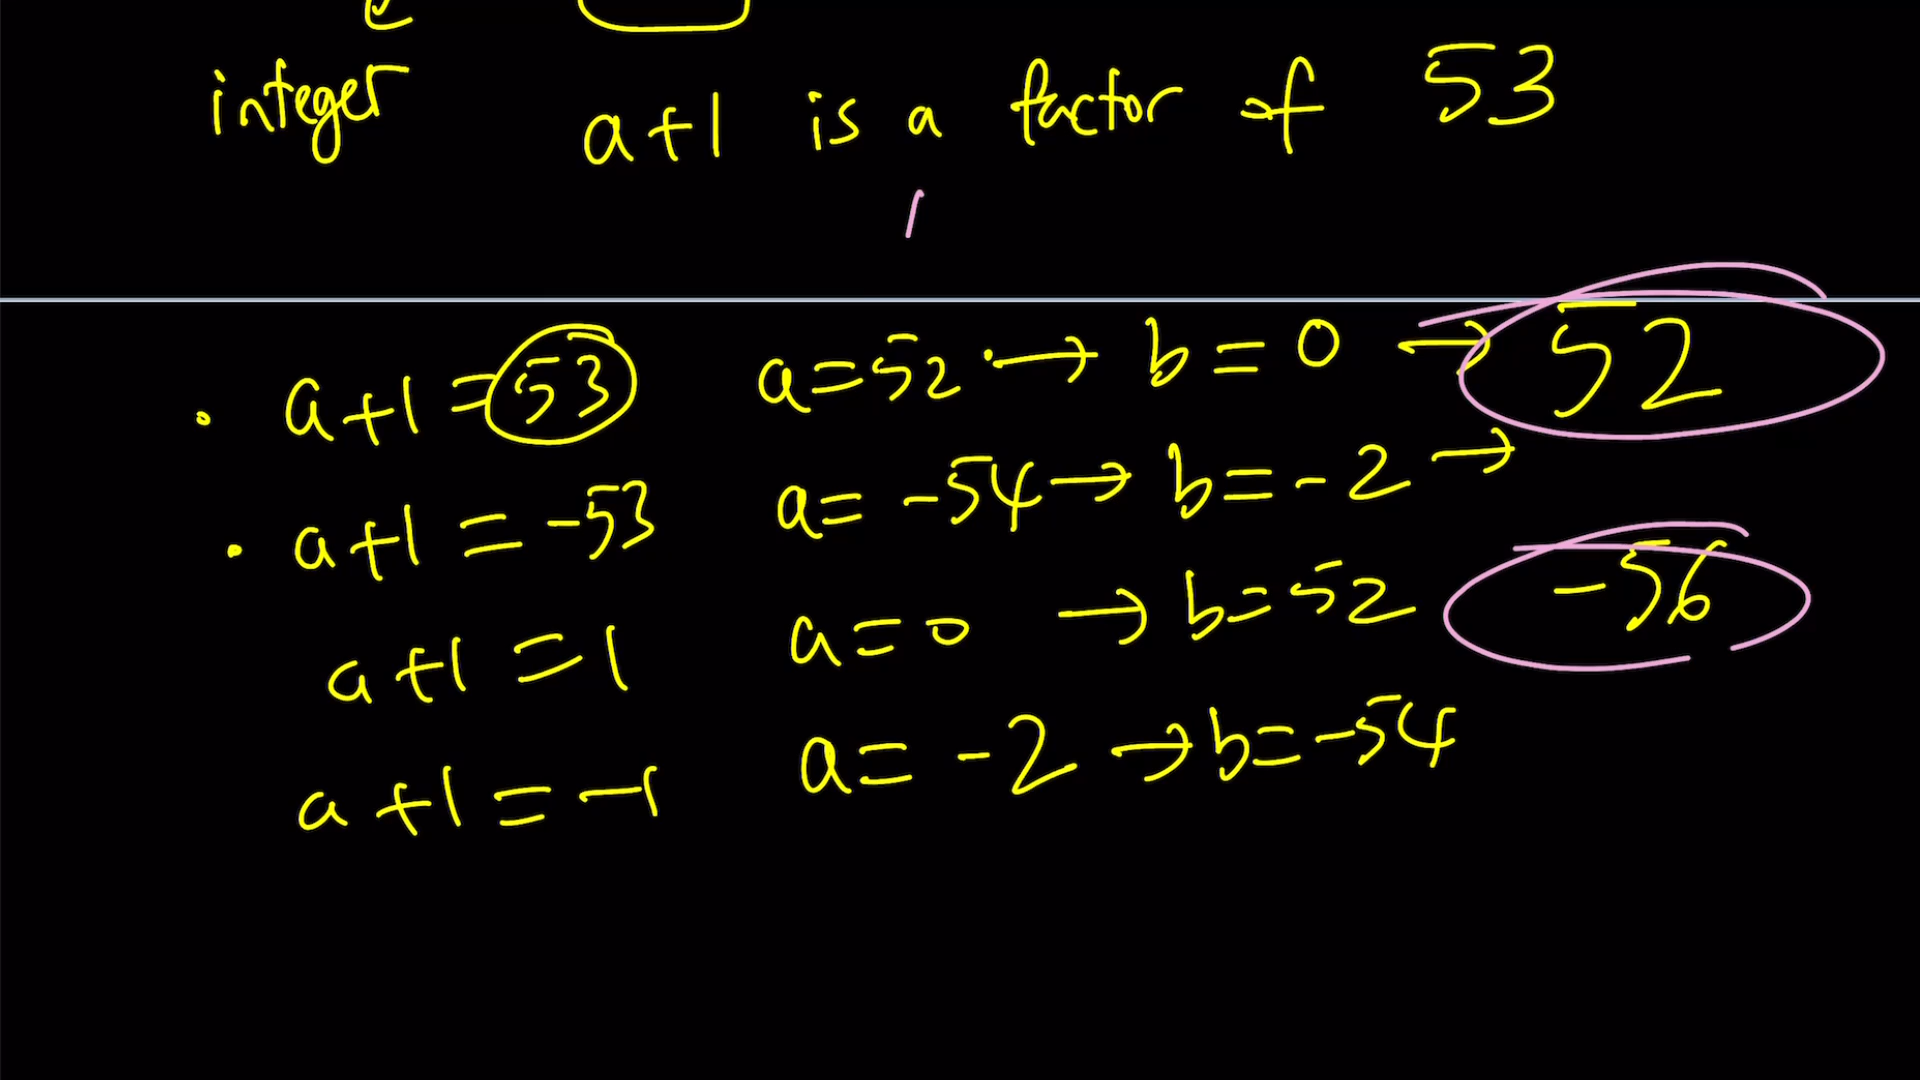 integer a+1 is a factor of 53
• a+1 = 53 a=52 → b=0 → 52
• a+1 = -53 a= -54 → b= -2 →
a+1 = 1 a=0 → b=52 -56
a+1 = -1 a= -2 → b= -54